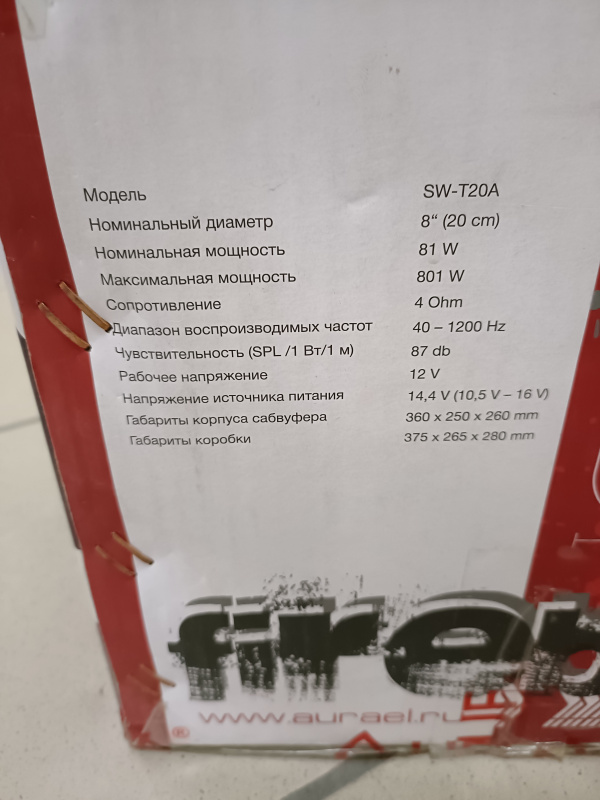 Модель SW-T20A
Номинальный диаметр 8“ (20 cm)
Номинальная мощность 81 W
Максимальная мощность 801 W
Сопротивление 4 Ohm
Диапазон воспроизводимых частот 40 – 1200 Hz
Чувствительность (SPL /1 Вт/1 м) 87 db
Рабочее напряжение 12 V
Напряжение источника питания 14,4 V (10,5 V – 16 V)
Габариты корпуса сабвуфера 360 x 250 x 260 mm
Габариты коробки 375 x 265 x 280 mm
fireb
® www.aurael.ru